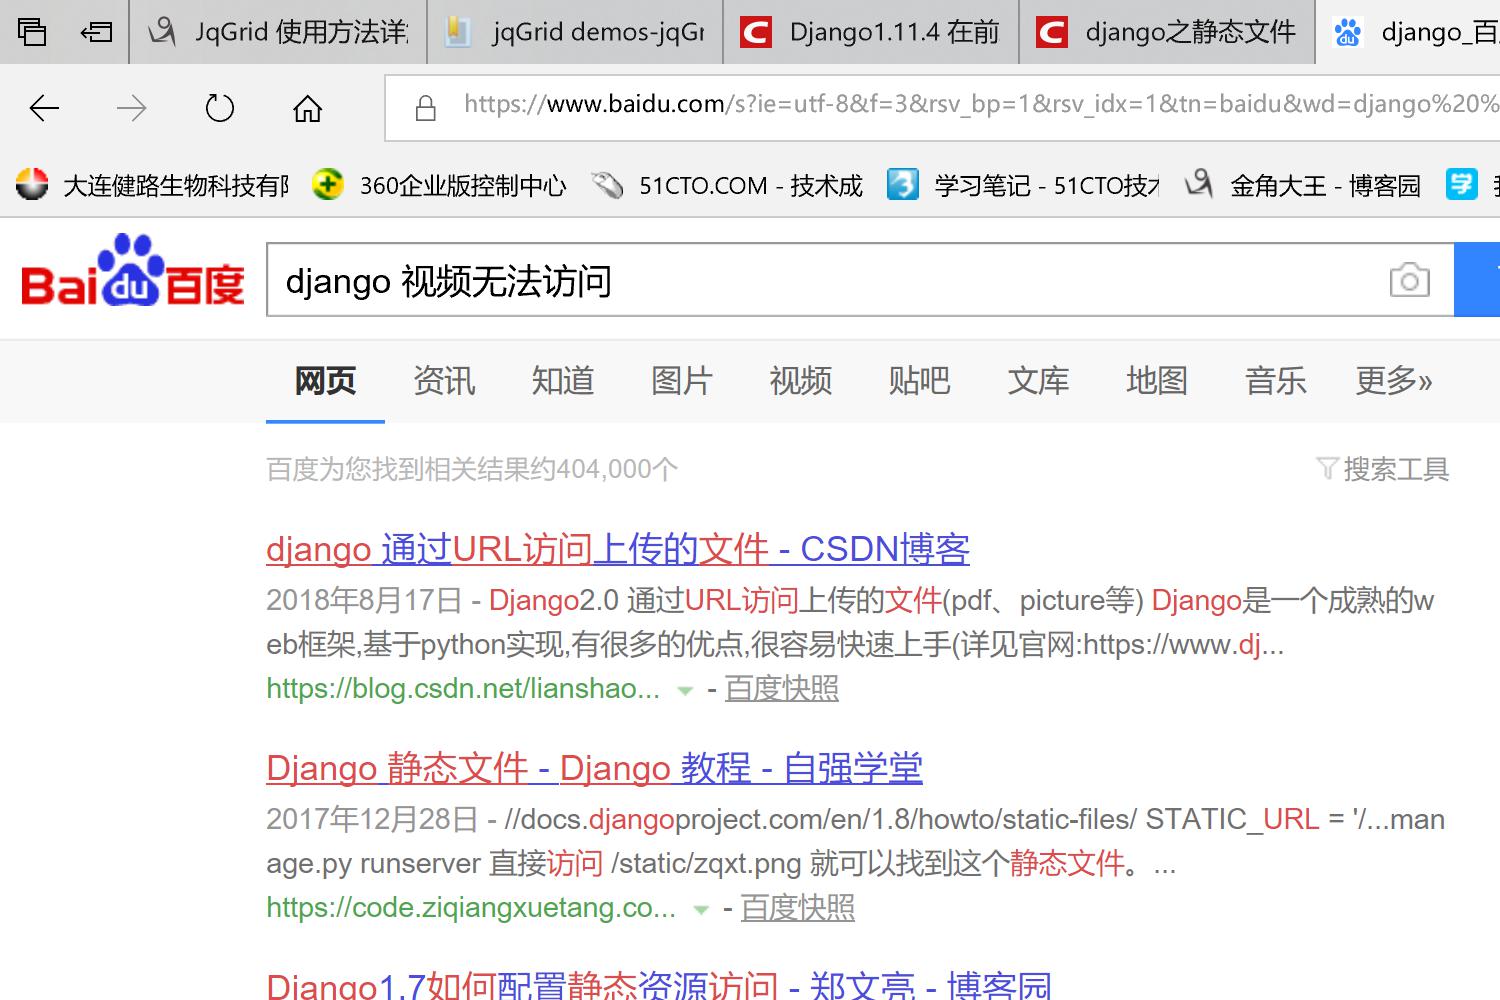 JqGrid 使用方法详
jqGrid demos-jqGr
Django1.11.4 在前
django之静态文件
django_百
https://www.baidu.com/s?ie=utf-8&f=3&rsv_bp=1&rsv_idx=1&tn=baidu&wd=django%20%
大连健路生物科技有限
360企业版控制中心
51CTO.COM - 技术成
学习笔记 - 51CTO技术
金角大王 - 博客园
学
Baidu百度
django 视频无法访问
网页 资讯 知道 图片 视频 贴吧 文库 地图 音乐 更多»
百度为您找到相关结果约404,000个
搜索工具
django 通过URL访问上传的文件 - CSDN博客
2018年8月17日 - Django2.0 通过URL访问上传的文件(pdf、picture等) Django是一个成熟的w
eb框架,基于python实现,有很多的优点,很容易快速上手(详见官网:https://www.dj...
https://blog.csdn.net/lianshao... - 百度快照
Django 静态文件 - Django 教程 - 自强学堂
2017年12月28日 - //docs.djangoproject.com/en/1.8/howto/static-files/ STATIC_URL = '/...man
age.py runserver 直接访问 /static/zqxt.png 就可以找到这个静态文件。...
https://code.ziqiangxuetang.co... - 百度快照
Django1.7如何配置静态资源访问 - 郑文亮 - 博客园